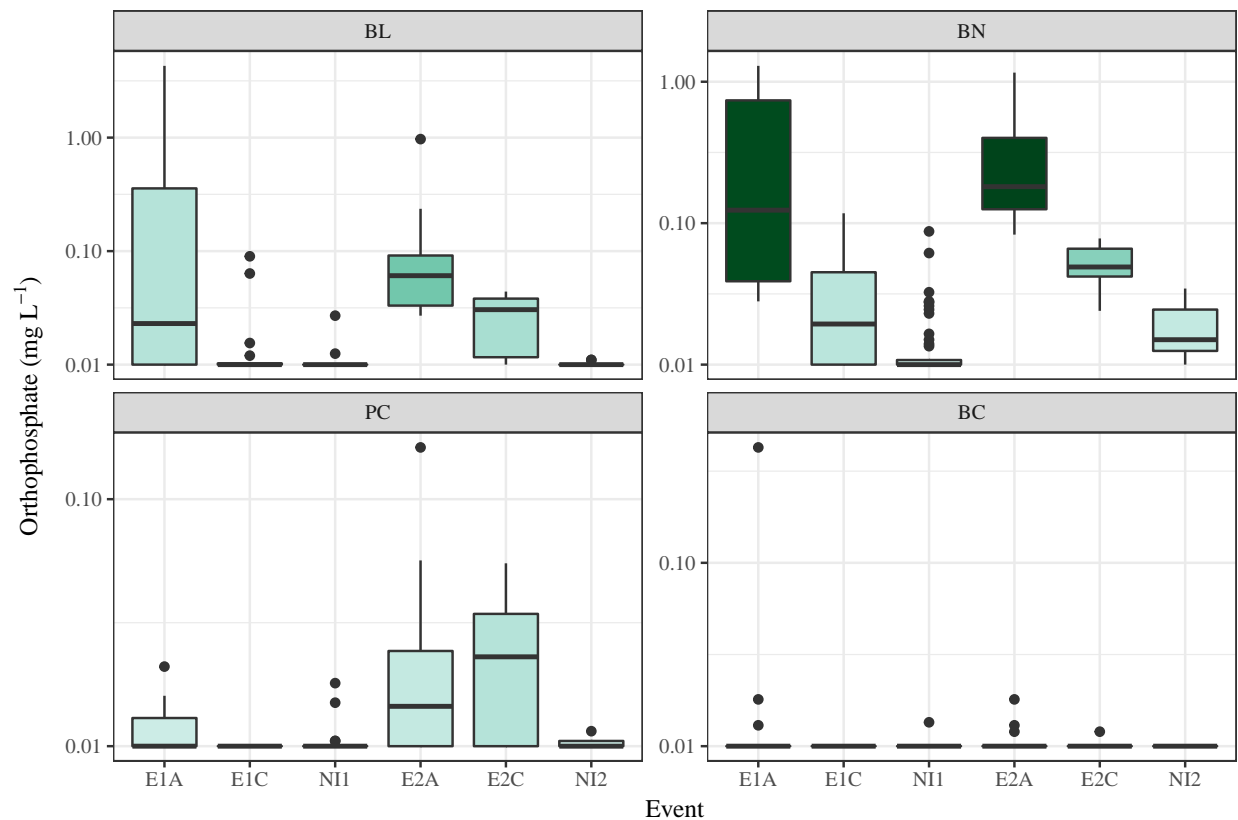 BL
BN
1.00
0.10
0.01
1.00
0.10
0.01
PC
BC
0.10
0.01
0.10
0.01
E1A E1C NI1 E2A E2C NI2
E1A E1C NI1 E2A E2C NI2
Orthophosphate (mg L⁻¹)
Event